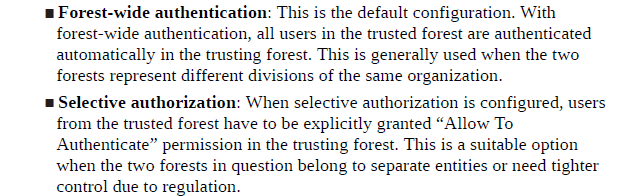 ■ Forest-wide authentication: This is the default configuration. With
forest-wide authentication, all users in the trusted forest are authenticated
automatically in the trusting forest. This is generally used when the two
forests represent different divisions of the same organization.
■ Selective authorization: When selective authorization is configured, users
from the trusted forest have to be explicitly granted “Allow To
Authenticate” permission in the trusting forest. This is a suitable option
when the two forests in question belong to separate entities or need tighter
control due to regulation.